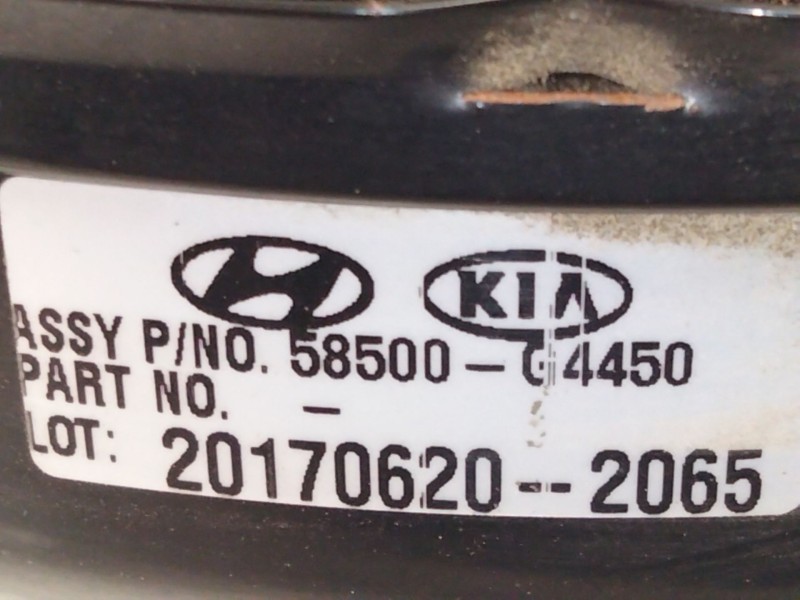 KIA
ASSY P/NO. 58500-G4450
PART NO. -
LOT: 20170620-2065